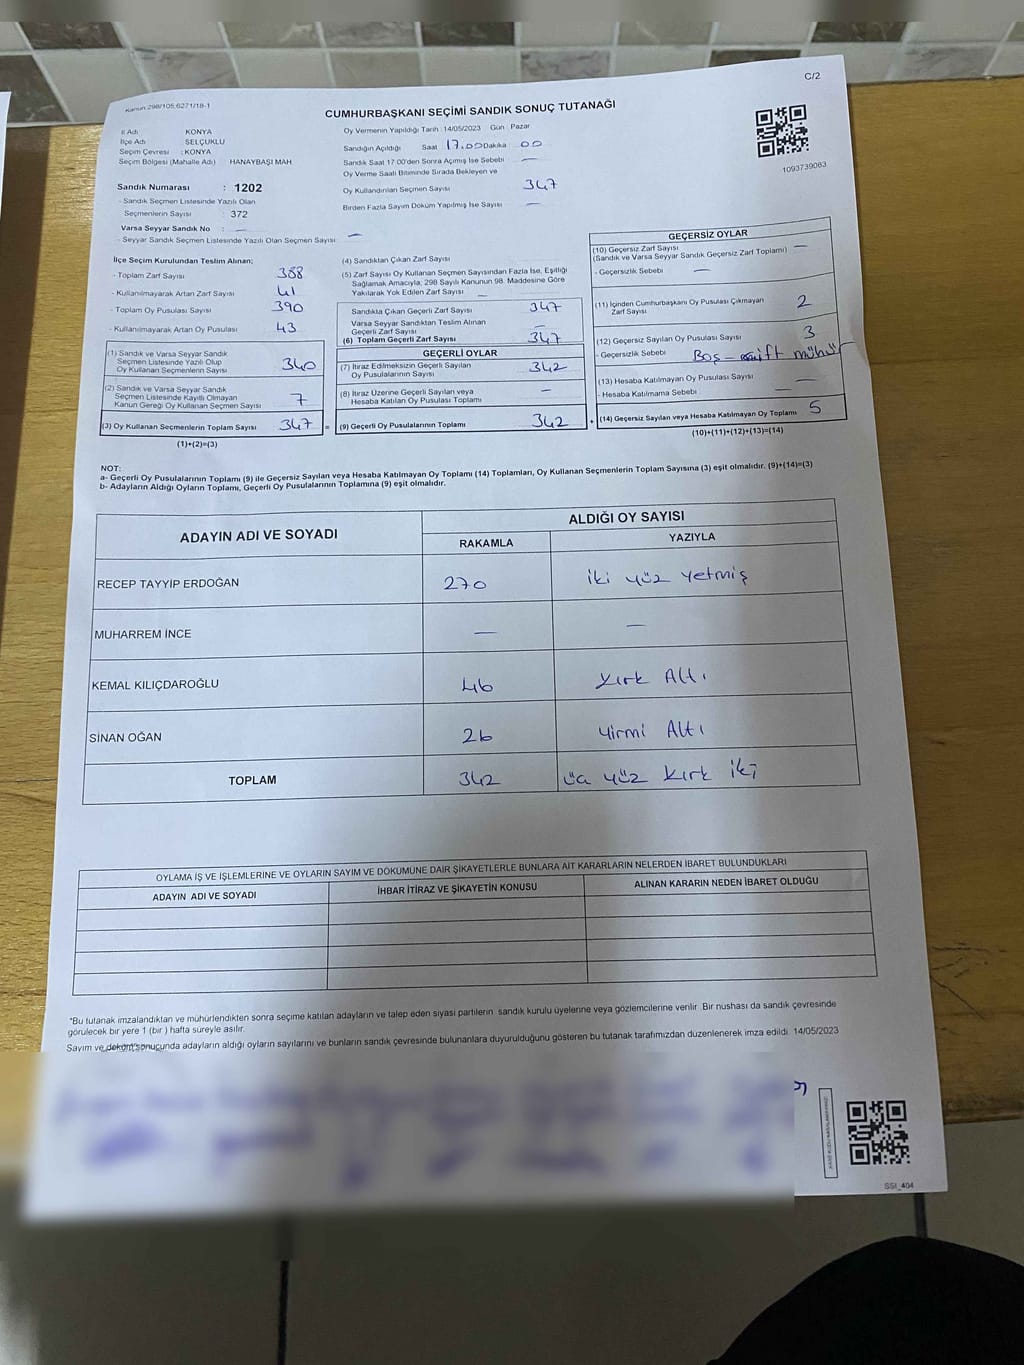 C/2
Kanun 298/105,6271/18-1
CUMHURBAŞKANI SEÇİMİ SANDIK SONUÇ TUTANAĞI
1093739083
İl Adı KONYA
İlçe Adı SELÇUKLU
Seçim Çevresi : KONYA
Seçim Bölgesi (Mahalle Adı) : HANAYBAŞI MAH.
Sandık Numarası : 1202
- Sandık Seçmen Listesinde Yazılı Olan
Seçmenlerin Sayısı : 372
Varsa Seyyar Sandık No : —
- Seyyar Sandık Seçmen Listesinde Yazılı Olan Seçmen Sayısı —
Oy Vermenin Yapıldığı Tarih : 14/05/2023 Gün : Pazar
Sandığın Açıldığı Saat 17.00 Dakika 00
Sandık Saat 17:00'den Sonra Açımış İse Sebebi —
Oy Verme Saati Bitiminde Sırada Bekleyen ve
Oy Kullandırılan Seçmen Sayısı 347
Birden Fazla Sayım Döküm Yapılmış İse Sayısı —
İlçe Seçim Kurulundan Teslim Alınan;
- Toplam Zarf Sayısı 388
- Kullanılmayarak Artan Zarf Sayısı 41
- Toplam Oy Pusulası Sayısı 390
- Kullanılmayarak Artan Oy Pusulası 43
(1) Sandık ve Varsa Seyyar Sandık
Seçmen Listesinde Yazılı Olup
Oy Kullanan Seçmenlerin Sayısı 340
(2) Sandık ve Varsa Seyyar Sandık
Seçmen Listesinde Kayıtlı Olmayan
Kanun Gereği Oy Kullanan Seçmen Sayısı 7
(3) Oy Kullanan Seçmenlerin Toplam Sayısı 347 =
(1)+(2)=(3)
(4) Sandıktan Çıkan Zarf Sayısı
(5) Zarf Sayısı Oy Kullanan Seçmen Sayısından Fazla İse, Eşitliği
Sağlamak Amacıyla; 298 Sayılı Kanunun 98. Maddesine Göre
Yakılarak Yok Edilen Zarf Sayısı —
Sandıkta Çıkan Geçerli Zarf Sayısı 347
Varsa Seyyar Sandıktan Teslim Alınan
Geçerli Zarf Sayısı —
(6) Toplam Geçerli Zarf Sayısı 347
GEÇERLİ OYLAR
(7) İtiraz Edilmeksizin Geçerli Sayılan
Oy Pusulalarının Sayısı 342
(8) İtiraz Üzerine Geçerli Sayılan veya
Hesaba Katılan Oy Pusulası Toplamı —
(9) Geçerli Oy Pusulalarının Toplamı 342 +
GEÇERSİZ OYLAR
(10) Geçersiz Zarf Sayısı
(Sandık ve Varsa Seyyar Sandık Geçersiz Zarf Toplamı) —
- Geçersizlik Sebebi —
(11) İçinden Cumhurbaşkanı Oy Pusulası Çıkmayan
Zarf Sayısı 2
(12) Geçersiz Sayılan Oy Pusulası Sayısı 3
- Geçersizlik Sebebi Boş - çift mühür
(13) Hesaba Katılmayan Oy Pusulası Sayısı —
- Hesaba Katılmama Sebebi —
(14) Geçersiz Sayılan veya Hesaba Katılmayan Oy Toplamı 5
(10)+(11)+(12)+(13)=(14)
NOT:
a- Geçerli Oy Pusulalarının Toplamı (9) ile Geçersiz Sayılan veya Hesaba Katılmayan Oy Toplamı (14) Toplamları, Oy Kullanan Seçmenlerin Toplam Sayısına (3) eşit olmalıdır. (9)+(14)=(3)
b- Adayların Aldığı Oyların Toplamı, Geçerli Oy Pusulalarının Toplamına (9) eşit olmalıdır.
ADAYIN ADI VE SOYADI ALDIĞI OY SAYISI
RAKAMLA YAZIYLA
RECEP TAYYİP ERDOĞAN 270 iki yüz yetmiş
MUHARREM İNCE — —
KEMAL KILIÇDAROĞLU 46 Kırk Altı
SİNAN OĞAN 26 Yirmi Altı
TOPLAM 342 üç yüz kırk iki
OYLAMA İŞ VE İŞLEMLERİNE VE OYLARIN SAYIM VE DÖKÜMÜNE DAİR ŞİKAYETLERLE BUNLARA AİT KARARLARIN NELERDEN İBARET BULUNDUKLARI
ADAYIN ADI VE SOYADI İHBAR İTİRAZ VE ŞİKAYETİN KONUSU ALINAN KARARIN NEDEN İBARET OLDUĞU
*Bu tutanak imzalandıktan ve mühürlendikten sonra seçime katılan adayların ve talep eden siyasi partilerin sandık kurulu üyelerine veya gözlemcilerine verilir. Bir nushası da sandık çevresinde
görülecek bir yere 1 (bir ) hafta süreyle asılır.
Sayım ve döküm sonucunda adayların aldığı oyların sayılarını ve bunların sandık çevresinde bulunanlara duyurulduğunu gösteren bu tutanak tarafımızdan düzenlenerek imza edildi. 14/05/2023
SSI_404